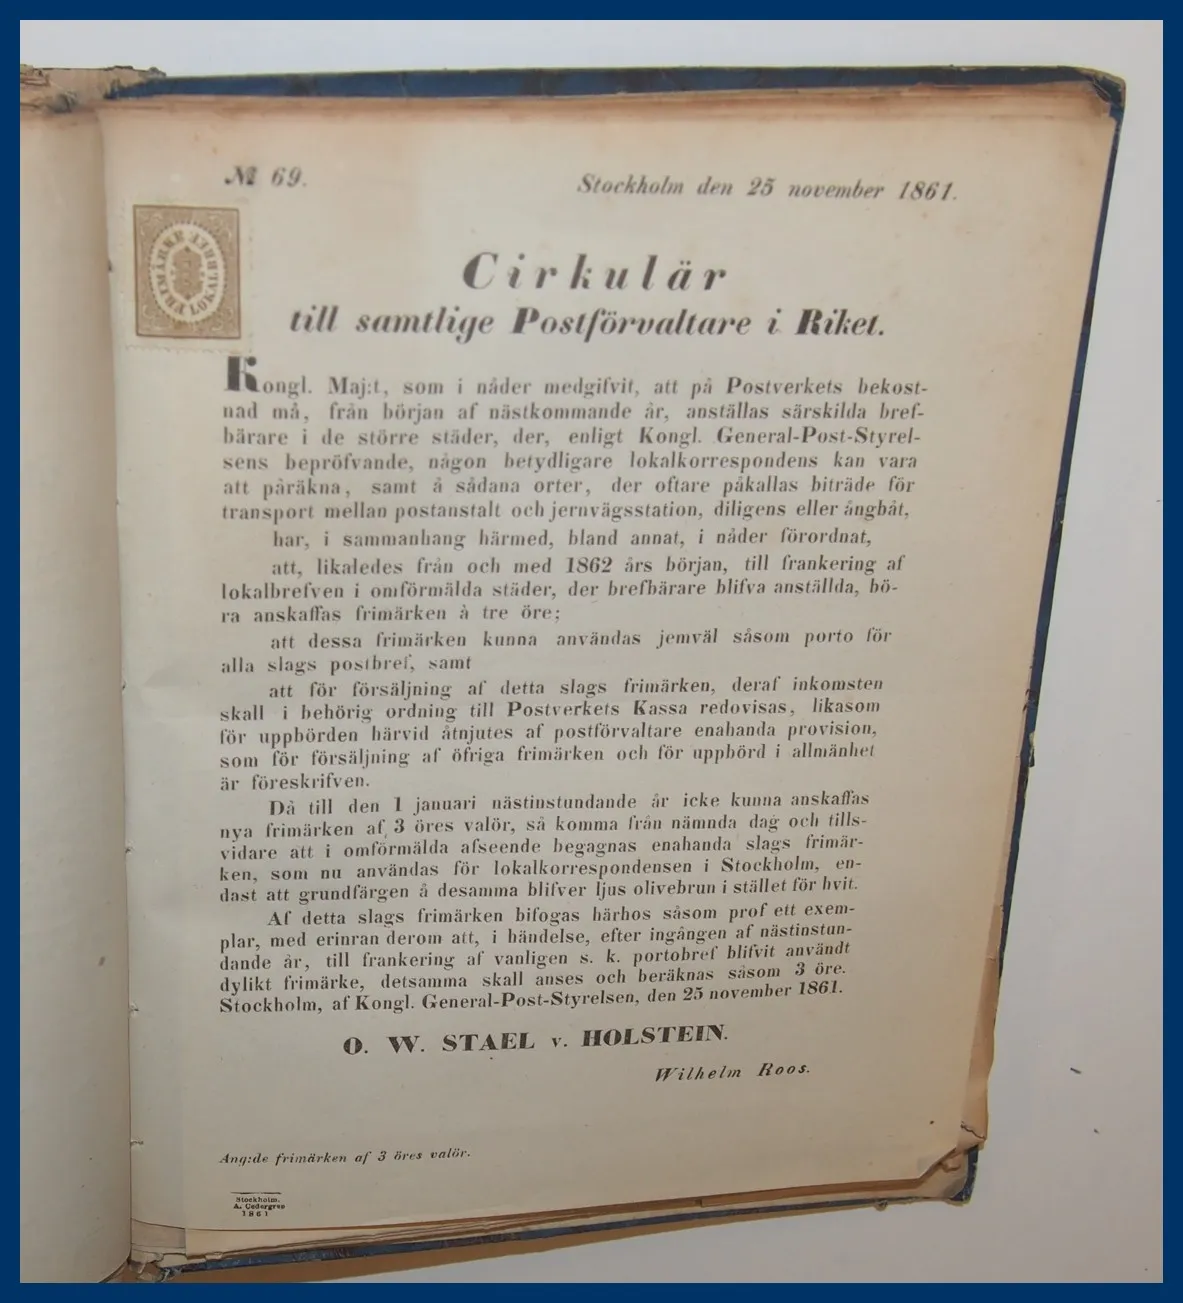 № 69.
Stockholm den 25 november 1861.
FRIMÄRKE FÖR LOKALBREF
Cirkulär
till samtlige Postförvaltare i Riket.
Kongl. Maj:t, som i nåder medgifvit, att på Postverkets bekost-
nad må, från början af nästkommande år, anställas särskilda bref-
bärare i de större städer, der, enligt Kongl. General-Post-Styrel-
sens bepröfvande, någon betydligare lokalkorrespondens kan vara
att påräkna, samt å sådana orter, der oftare påkallas biträde för
transport mellan postanstalt och jernvägsstation, diligens eller ångbåt,
har, i sammanhang härmed, bland annat, i nåder förordnat,
att, likaledes från och med 1862 års början, till frankering af
lokalbrefven i omförmälda städer, der brefbärare blifva anställda, bö-
ra anskaffas frimärken à tre öre;
att dessa frimärken kunna användas jemväl såsom porto för
alla slags postbref, samt
att för försäljning af detta slags frimärken, deraf inkomsten
skall i behörig ordning till Postverkets Kassa redovisas, likasom
för uppbörden härvid åtnjutes af postförvaltare enahanda provision,
som för försäljning af öfriga frimärken och för uppbörd i allmänhet
är föreskrifven.
Då till den 1 januari nästinstundande år icke kunna anskaffas
nya frimärken af 3 öres valör, så komma från nämnda dag och tills-
vidare att i omförmälda afseende begagnas enahanda slags frimär-
ken, som nu användas för lokalkorrespondensen i Stockholm, en-
dast att grundfärgen å desamma blifver ljus olivebrun i stället för hvit.
Af detta slags frimärken bifogas härhos såsom prof ett exem-
plar, med erinran derom att, i händelse, efter ingången af nästinstun-
dande år, till frankering af vanligen s. k. portobref blifvit användt
dylikt frimärke, detsamma skall anses och beräknas såsom 3 öre.
Stockholm, af Kongl. General-Post-Styrelsen, den 25 november 1861.
O. W. STAEL v. HOLSTEIN.
Wilhelm Roos.
Ang:de frimärken af 3 öres valör.
Stockholm.
A. Cedergren
1861